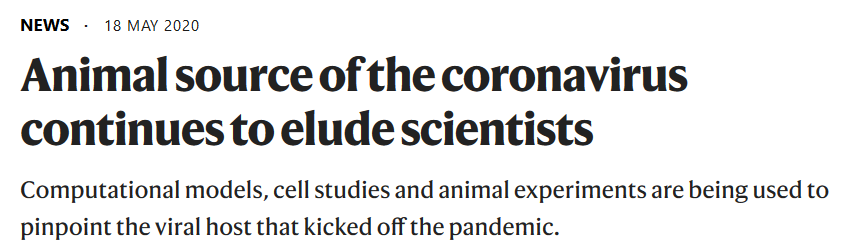 NEWS · 18 MAY 2020
Animal source of the coronavirus
continues to elude scientists
Computational models, cell studies and animal experiments are being used to
pinpoint the viral host that kicked off the pandemic.